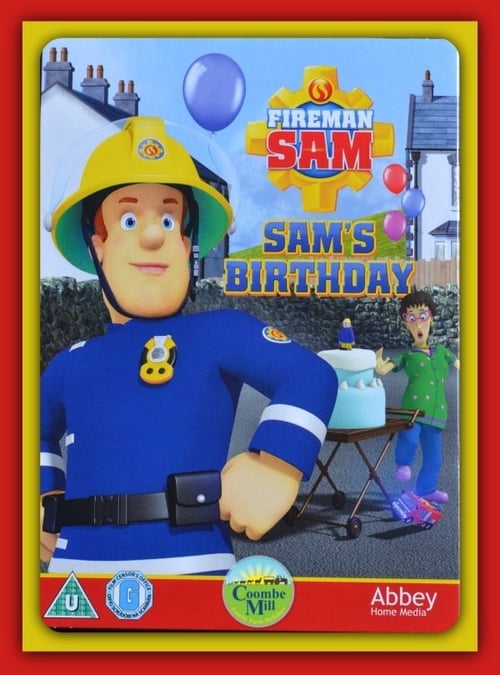 FIREMAN
SAM
SAM'S
BIRTHDAY
U
G
Coombe
Mill
Abbey
Home Media